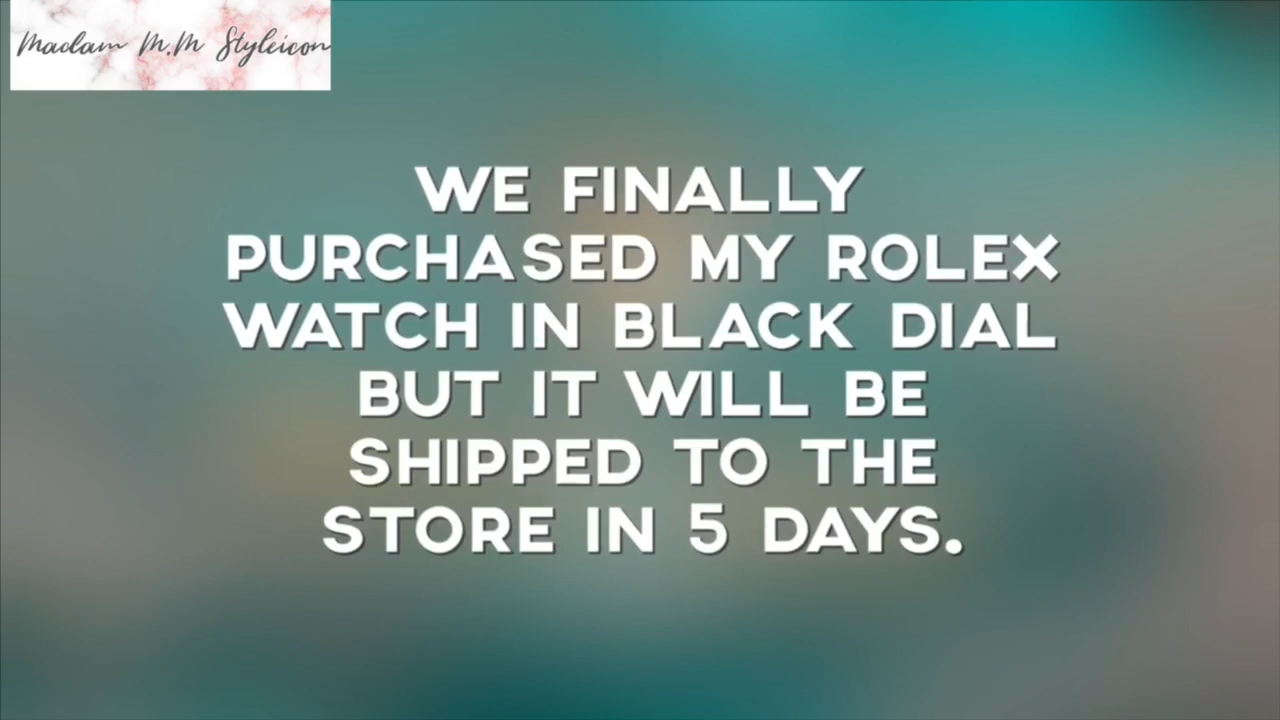 Madam M.M Styleicon
WE FINALLY
PURCHASED MY ROLEX
WATCH IN BLACK DIAL
BUT IT WILL BE
SHIPPED TO THE
STORE IN 5 DAYS.